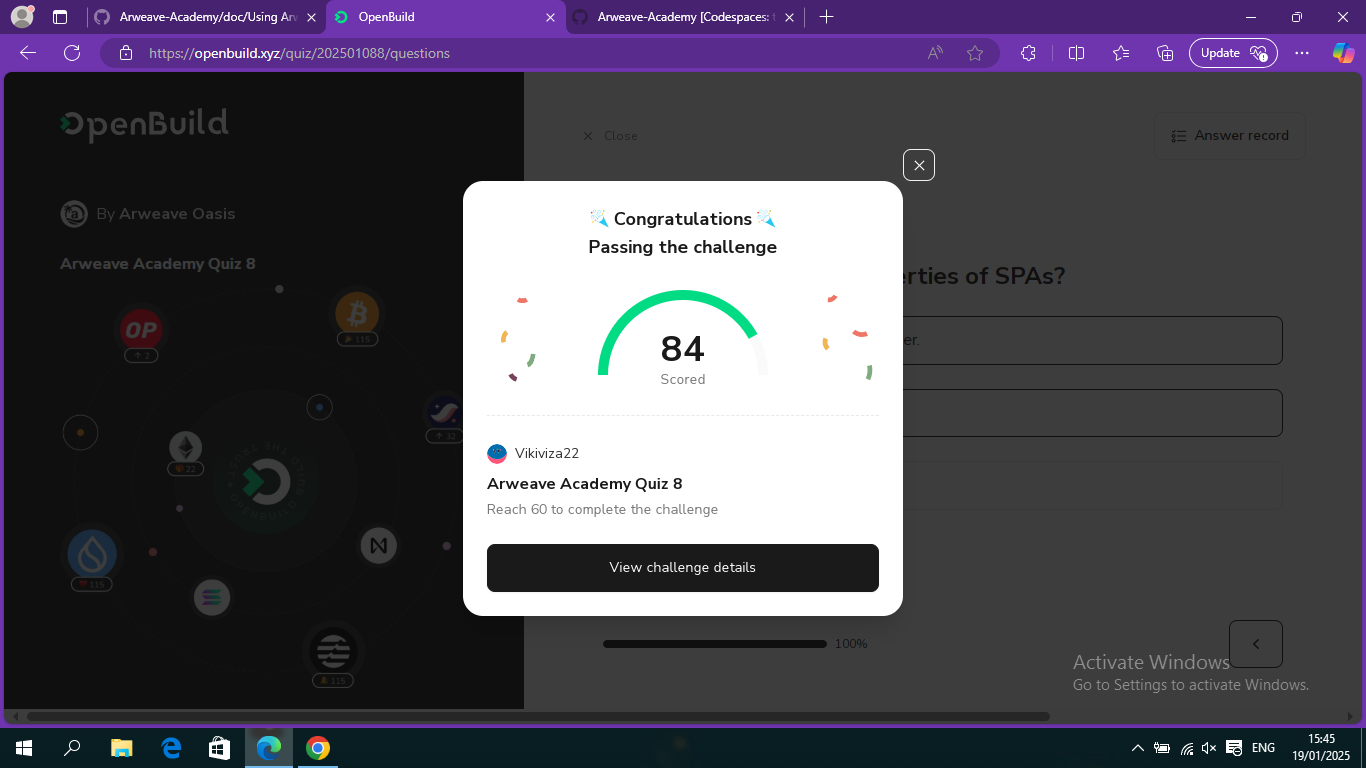 Arweave-Academy/doc/Using Arw
OpenBuild
Arweave-Academy [Codespaces: t
https://openbuild.xyz/quiz/202501088/questions
Update
OpenBuild
Close
Answer record
By Arweave Oasis
Arweave Academy Quiz 8
OP
2
115
22
32
115
115
erties of SPAs?
er.
Congratulations
Passing the challenge
84
Scored
Vikiviza22
Arweave Academy Quiz 8
Reach 60 to complete the challenge
View challenge details
100%
Activate Windows
Go to Settings to activate Windows.
ENG
15:45
19/01/2025